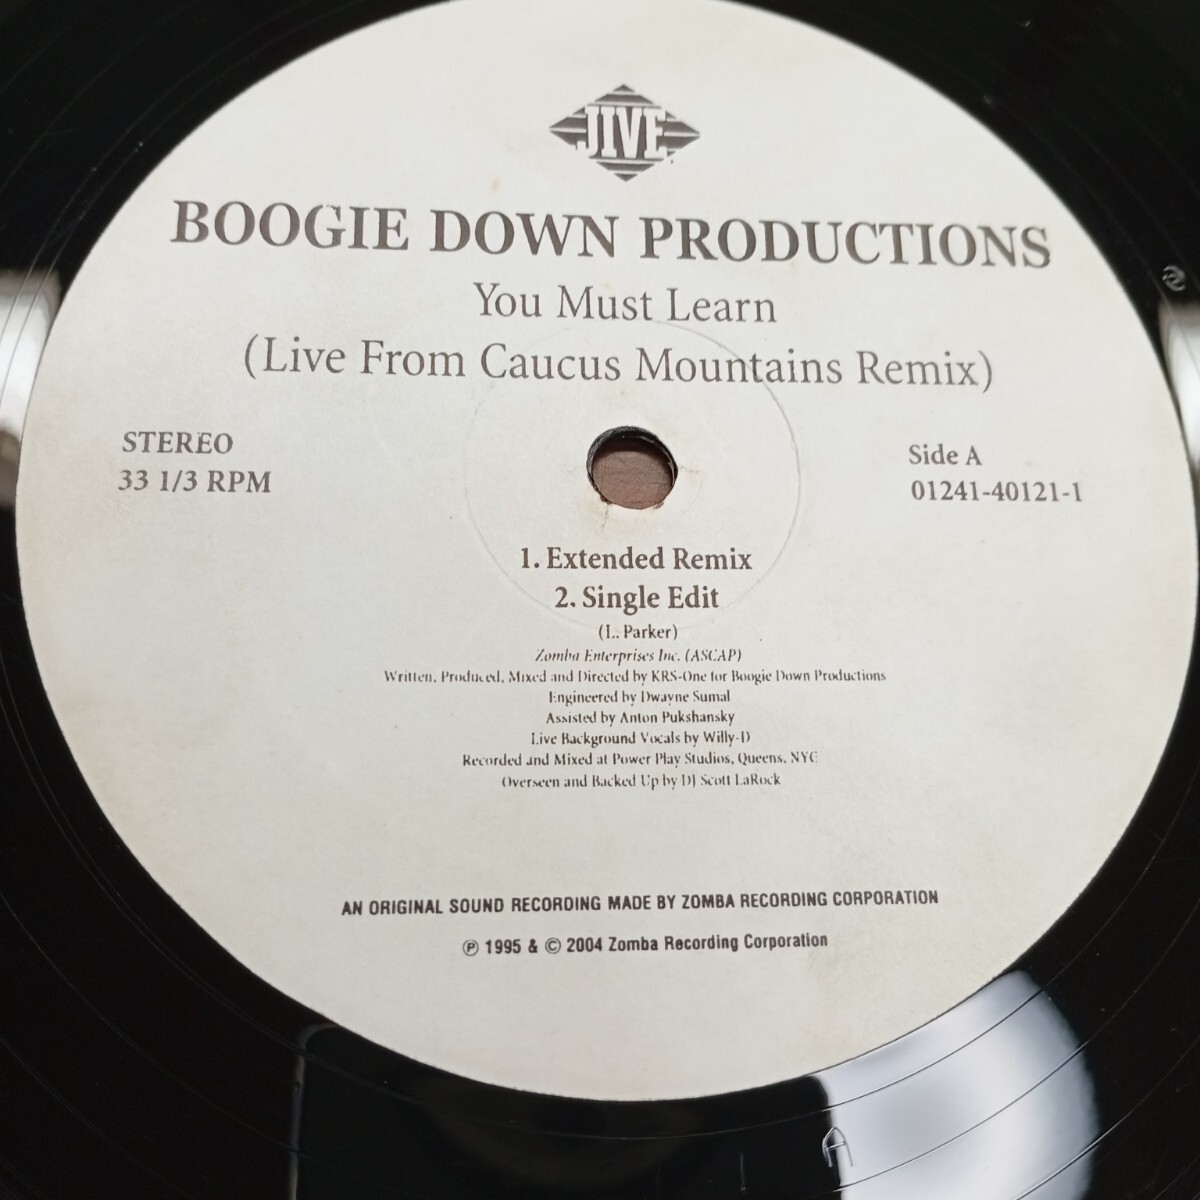 JIVE
BOOGIE DOWN PRODUCTIONS
You Must Learn
(Live From Caucus Mountains Remix)
STEREO
33 1/3 RPM
Side A
01241-40121-1
1. Extended Remix
2. Single Edit
(L. Parker)
Zomba Enterprises Inc. (ASCAP)
Written, Produced, Mixed and Directed by KRS-One for Boogie Down Productions
Engineered by Dwayne Sumal
Assisted by Anton Pukshansky
Live Background Vocals by Willy-D
Recorded and Mixed at Power Play Studios, Queens, NYC
Overseen and Backed Up by DJ Scott LaRock
AN ORIGINAL SOUND RECORDING MADE BY ZOMBA RECORDING CORPORATION
℗ 1995 & © 2004 Zomba Recording Corporation
A